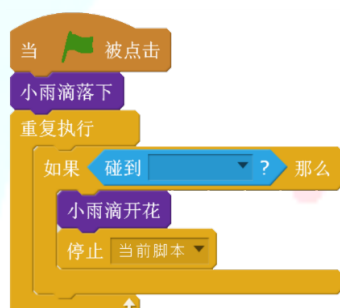 当 被点击
小雨滴落下
重复执行
如果 碰到 ? 那么
小雨滴开花
停止 当前脚本